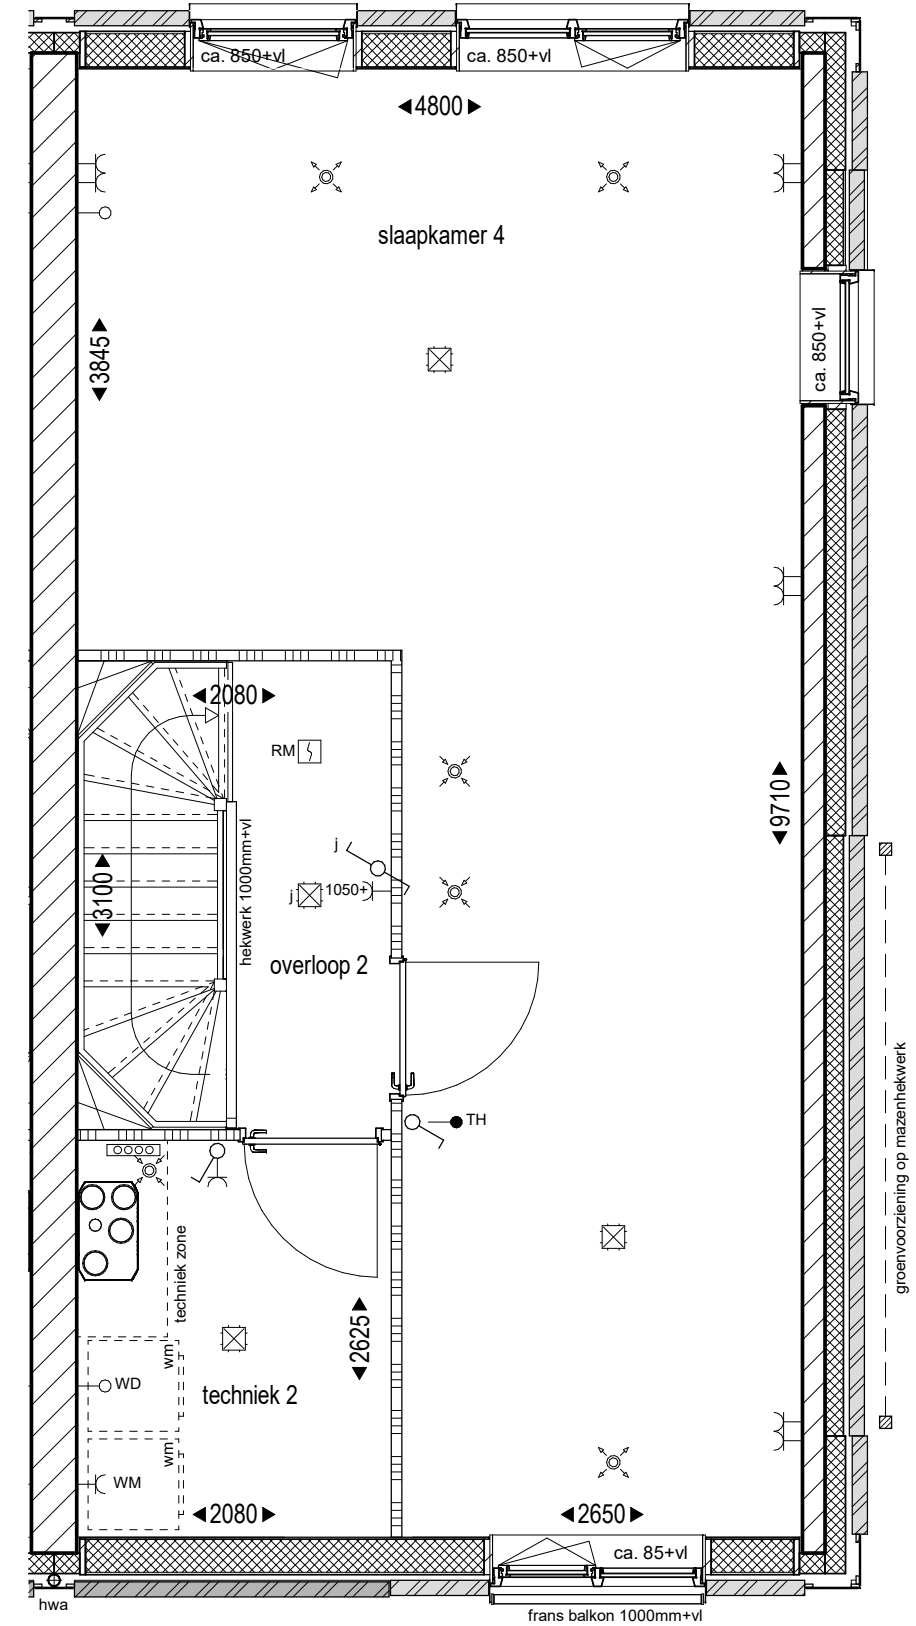 ca. 850+vl
ca. 850+vl
4800
slaapkamer 4
ca. 850+vl
3845
2080
RM
9710
j
hekwerk 1000mm+vl
3100
j
1050+
overloop 2
groenvoorziening op mazenhekwerk
TH
techniek zone
2625
wm
WD
techniek 2
wm
WM
2080
2650
ca. 85+vl
hwa
frans balkon 1000mm+vl